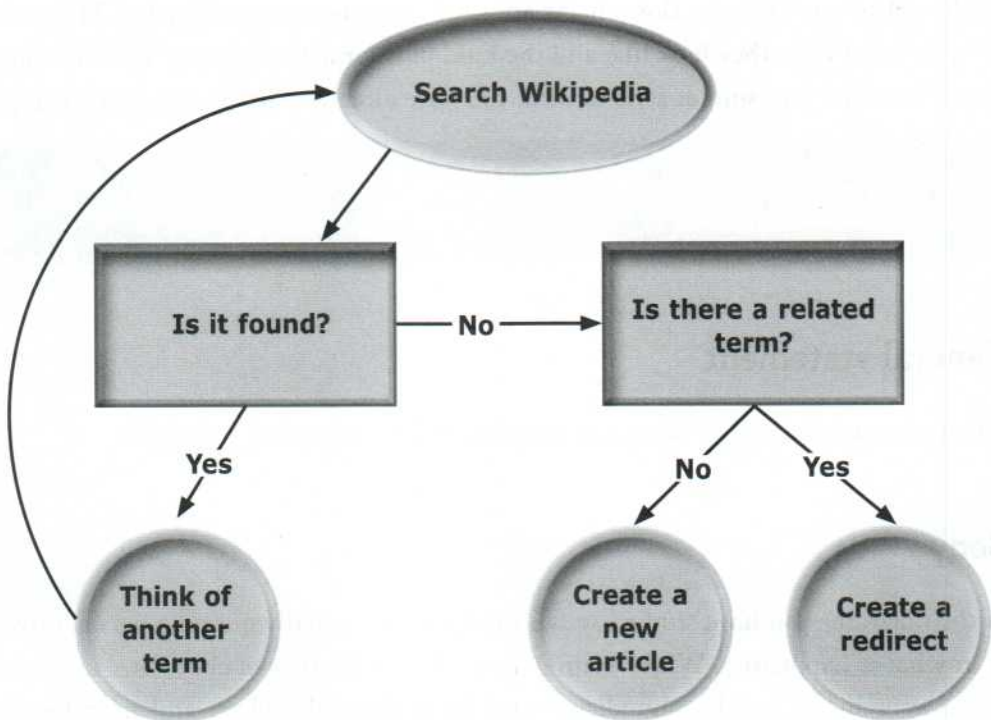 Search Wikipedia
Is it found?
No
Is there a related
term?
Yes
No
Yes
Think of
another
term
Create a
new
article
Create a
redirect